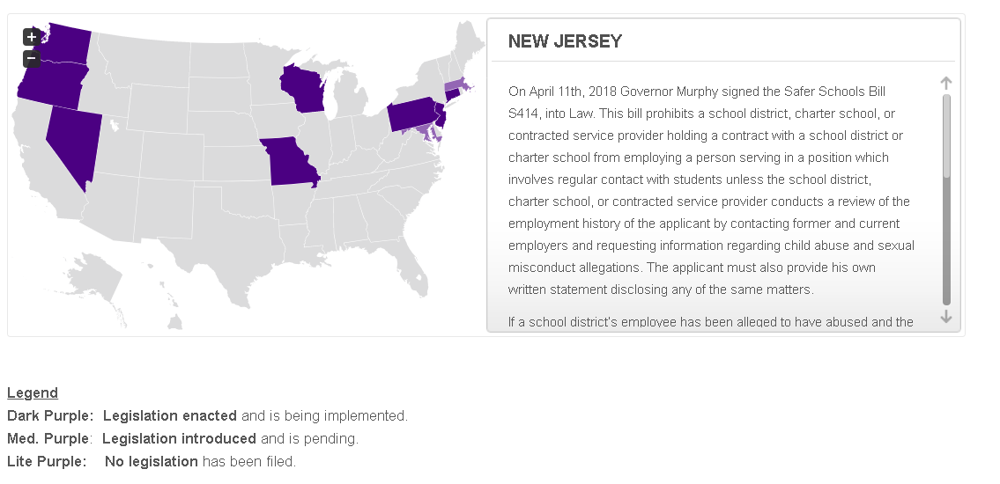 +
−
NEW JERSEY
On April 11th, 2018 Governor Murphy signed the Safer Schools Bill
S414, into Law. This bill prohibits a school district, charter school, or
contracted service provider holding a contract with a school district or
charter school from employing a person serving in a position which
involves regular contact with students unless the school district,
charter school, or contracted service provider conducts a review of the
employment history of the applicant by contacting former and current
employers and requesting information regarding child abuse and sexual
misconduct allegations. The applicant must also provide his own
written statement disclosing any of the same matters.
If a school district's employee has been alleged to have abused and the
Legend
Dark Purple: Legislation enacted and is being implemented.
Med. Purple: Legislation introduced and is pending.
Lite Purple: No legislation has been filed.